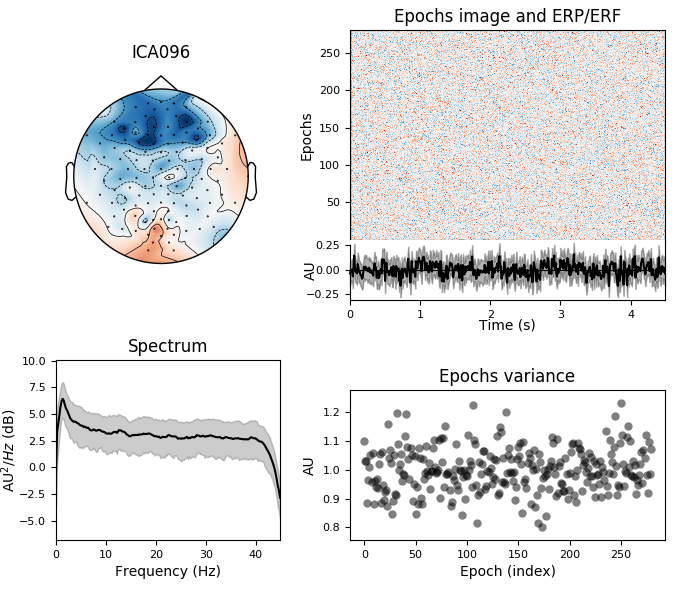 ICA096
Epochs image and ERP/ERF
Epochs
250
200
150
100
50
AU
0.25
0.00
−0.25
0 1 2 3 4
Time (s)
Spectrum
AU²/Hz (dB)
10.0
7.5
5.0
2.5
0.0
−2.5
−5.0
0 10 20 30 40
Frequency (Hz)
Epochs variance
AU
1.2
1.1
1.0
0.9
0.8
0 50 100 150 200 250
Epoch (index)